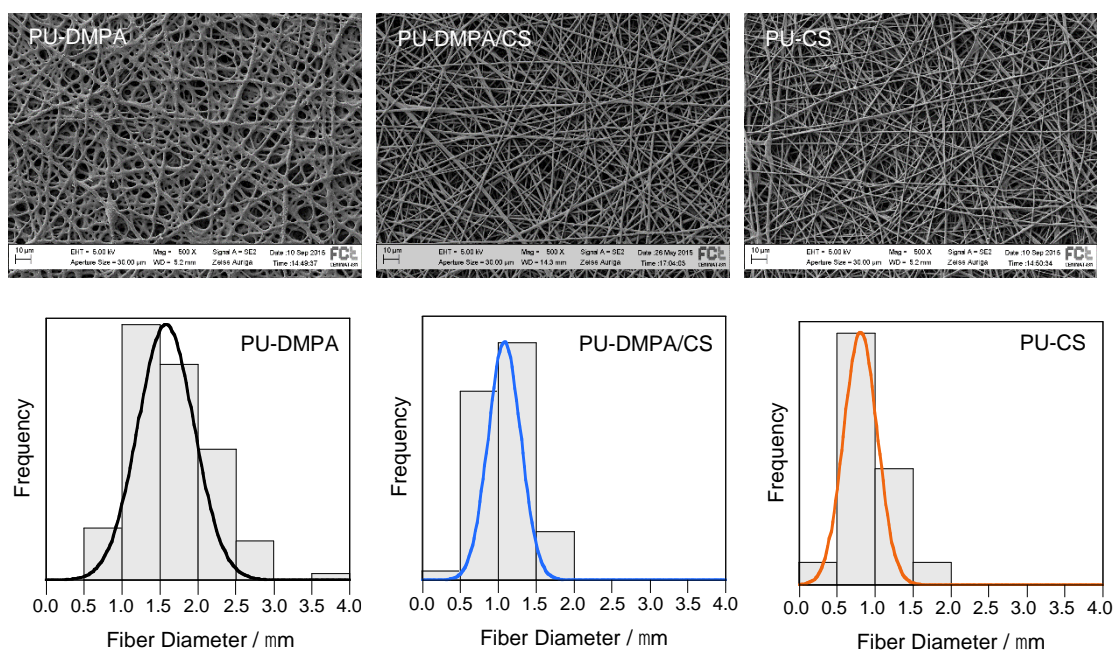 PU-DMPA
PU-DMPA/CS
PU-CS
10 µm
EHT = 5.00 kV
Mag = 500 X
Signal A = SE2
Date :10 Sep 2015
Aperture Size = 30.00 µm
WD = 5.2 mm
Zeiss Auriga
Time :14:49:37
FCt
10 µm
EHT = 5.00 kV
Mag = 500 X
Signal A = SE2
Date :26 May 2015
Aperture Size = 30.00 µm
WD = 14.3 mm
Zeiss Auriga
Time :17:04:05
FCt
10 µm
EHT = 5.00 kV
Mag = 500 X
Signal A = SE2
Date :10 Sep 2015
Aperture Size = 30.00 µm
WD = 5.2 mm
Zeiss Auriga
Time :14:50:34
FCt
PU-DMPA
Frequency
0.0 0.5 1.0 1.5 2.0 2.5 3.0 3.5 4.0
Fiber Diameter / mm
PU-DMPA/CS
Frequency
0.0 0.5 1.0 1.5 2.0 2.5 3.0 3.5 4.0
Fiber Diameter / mm
PU-CS
Frequency
0.0 0.5 1.0 1.5 2.0 2.5 3.0 3.5 4.0
Fiber Diameter / mm